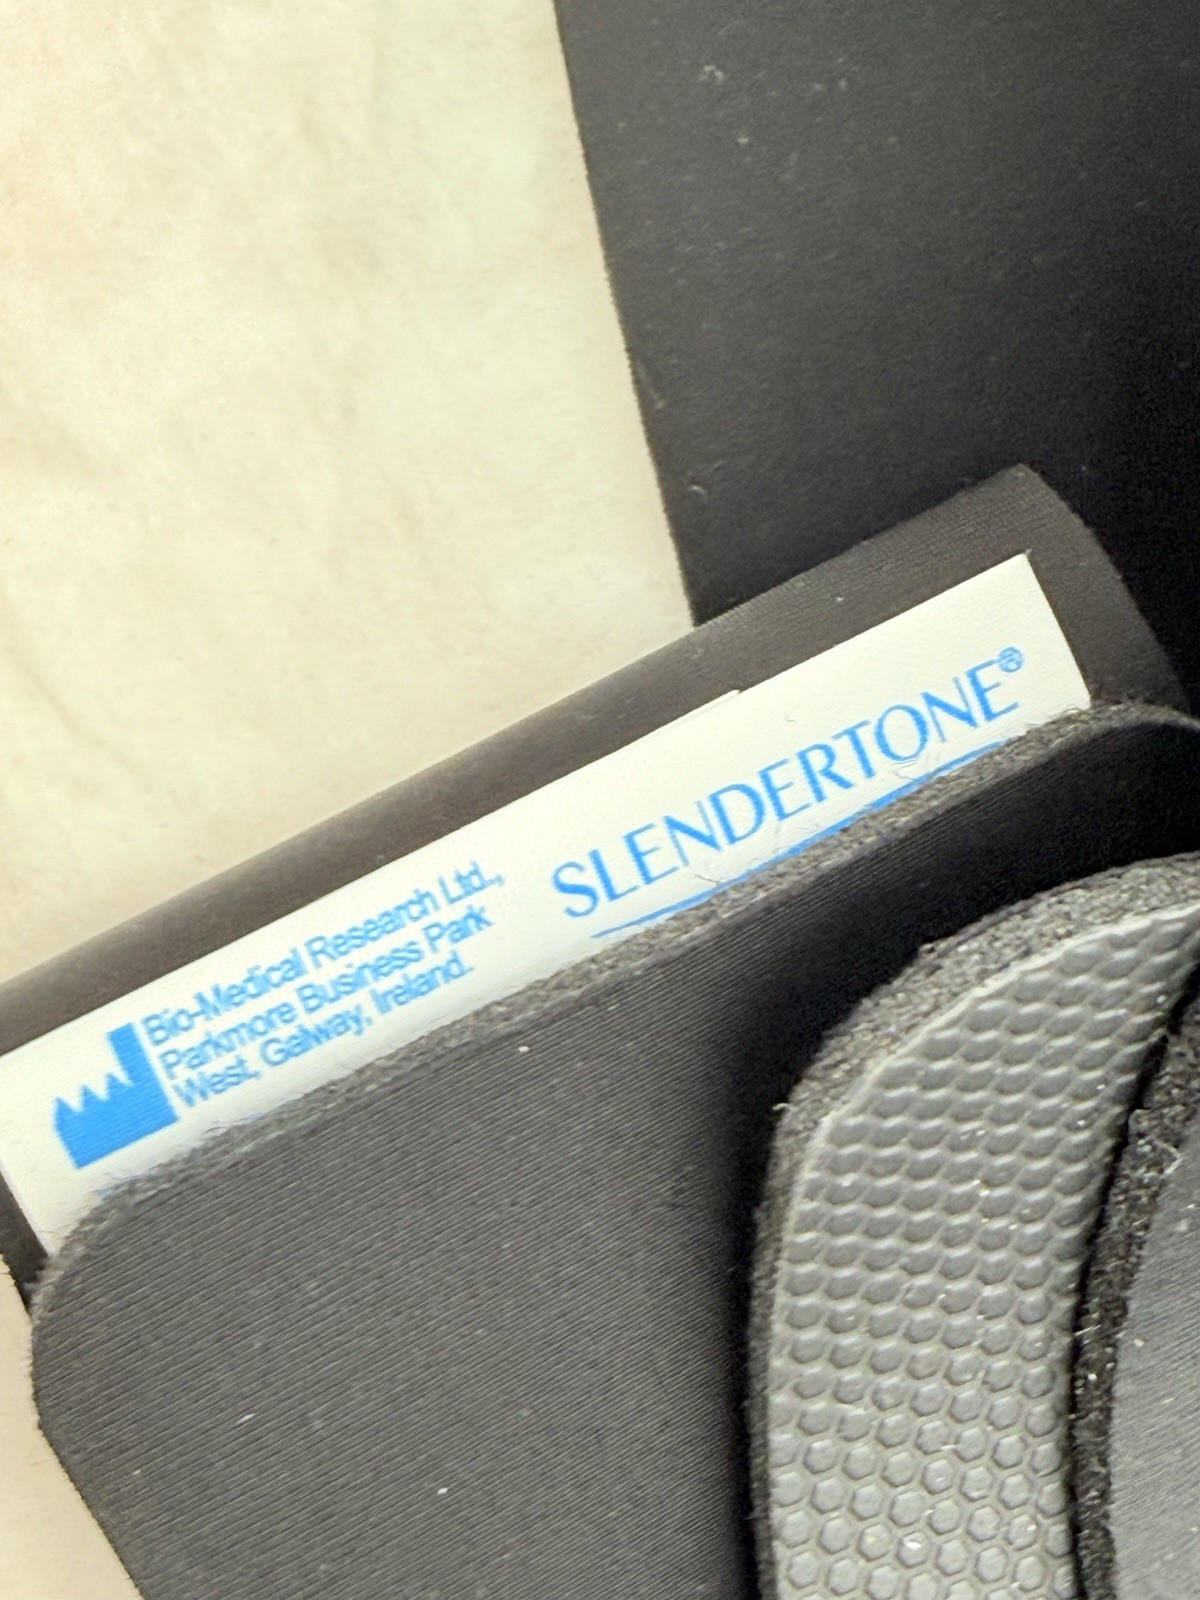 Bio-Medical Research Ltd.,
Parkmore Business Park
West, Galway, Ireland.
SLENDERTONE®